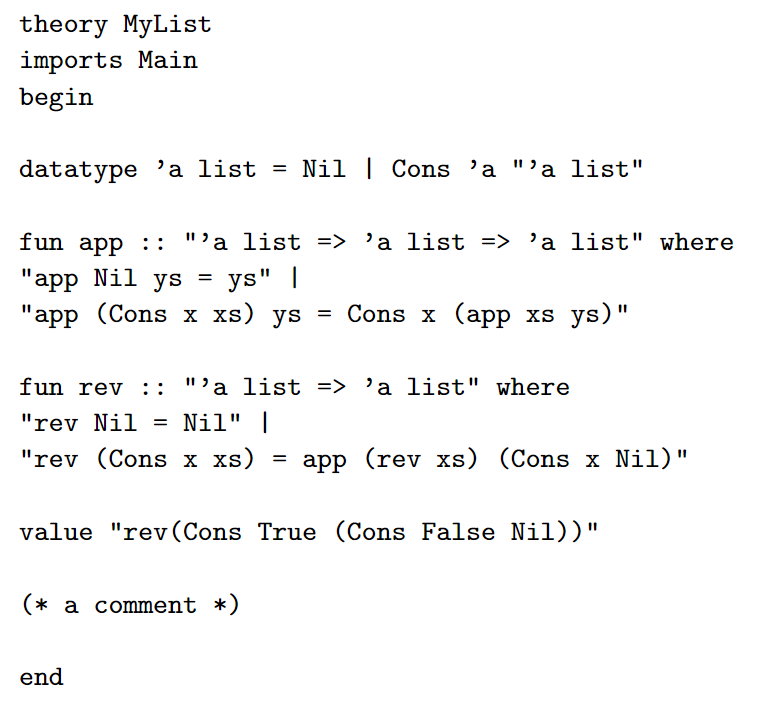 theory MyList
imports Main
begin
datatype ’a list = Nil | Cons ’a "’a list"
fun app :: "’a list => ’a list => ’a list" where
"app Nil ys = ys" |
"app (Cons x xs) ys = Cons x (app xs ys)"
fun rev :: "’a list => ’a list" where
"rev Nil = Nil" |
"rev (Cons x xs) = app (rev xs) (Cons x Nil)"
value "rev(Cons True (Cons False Nil))"
(* a comment *)
end